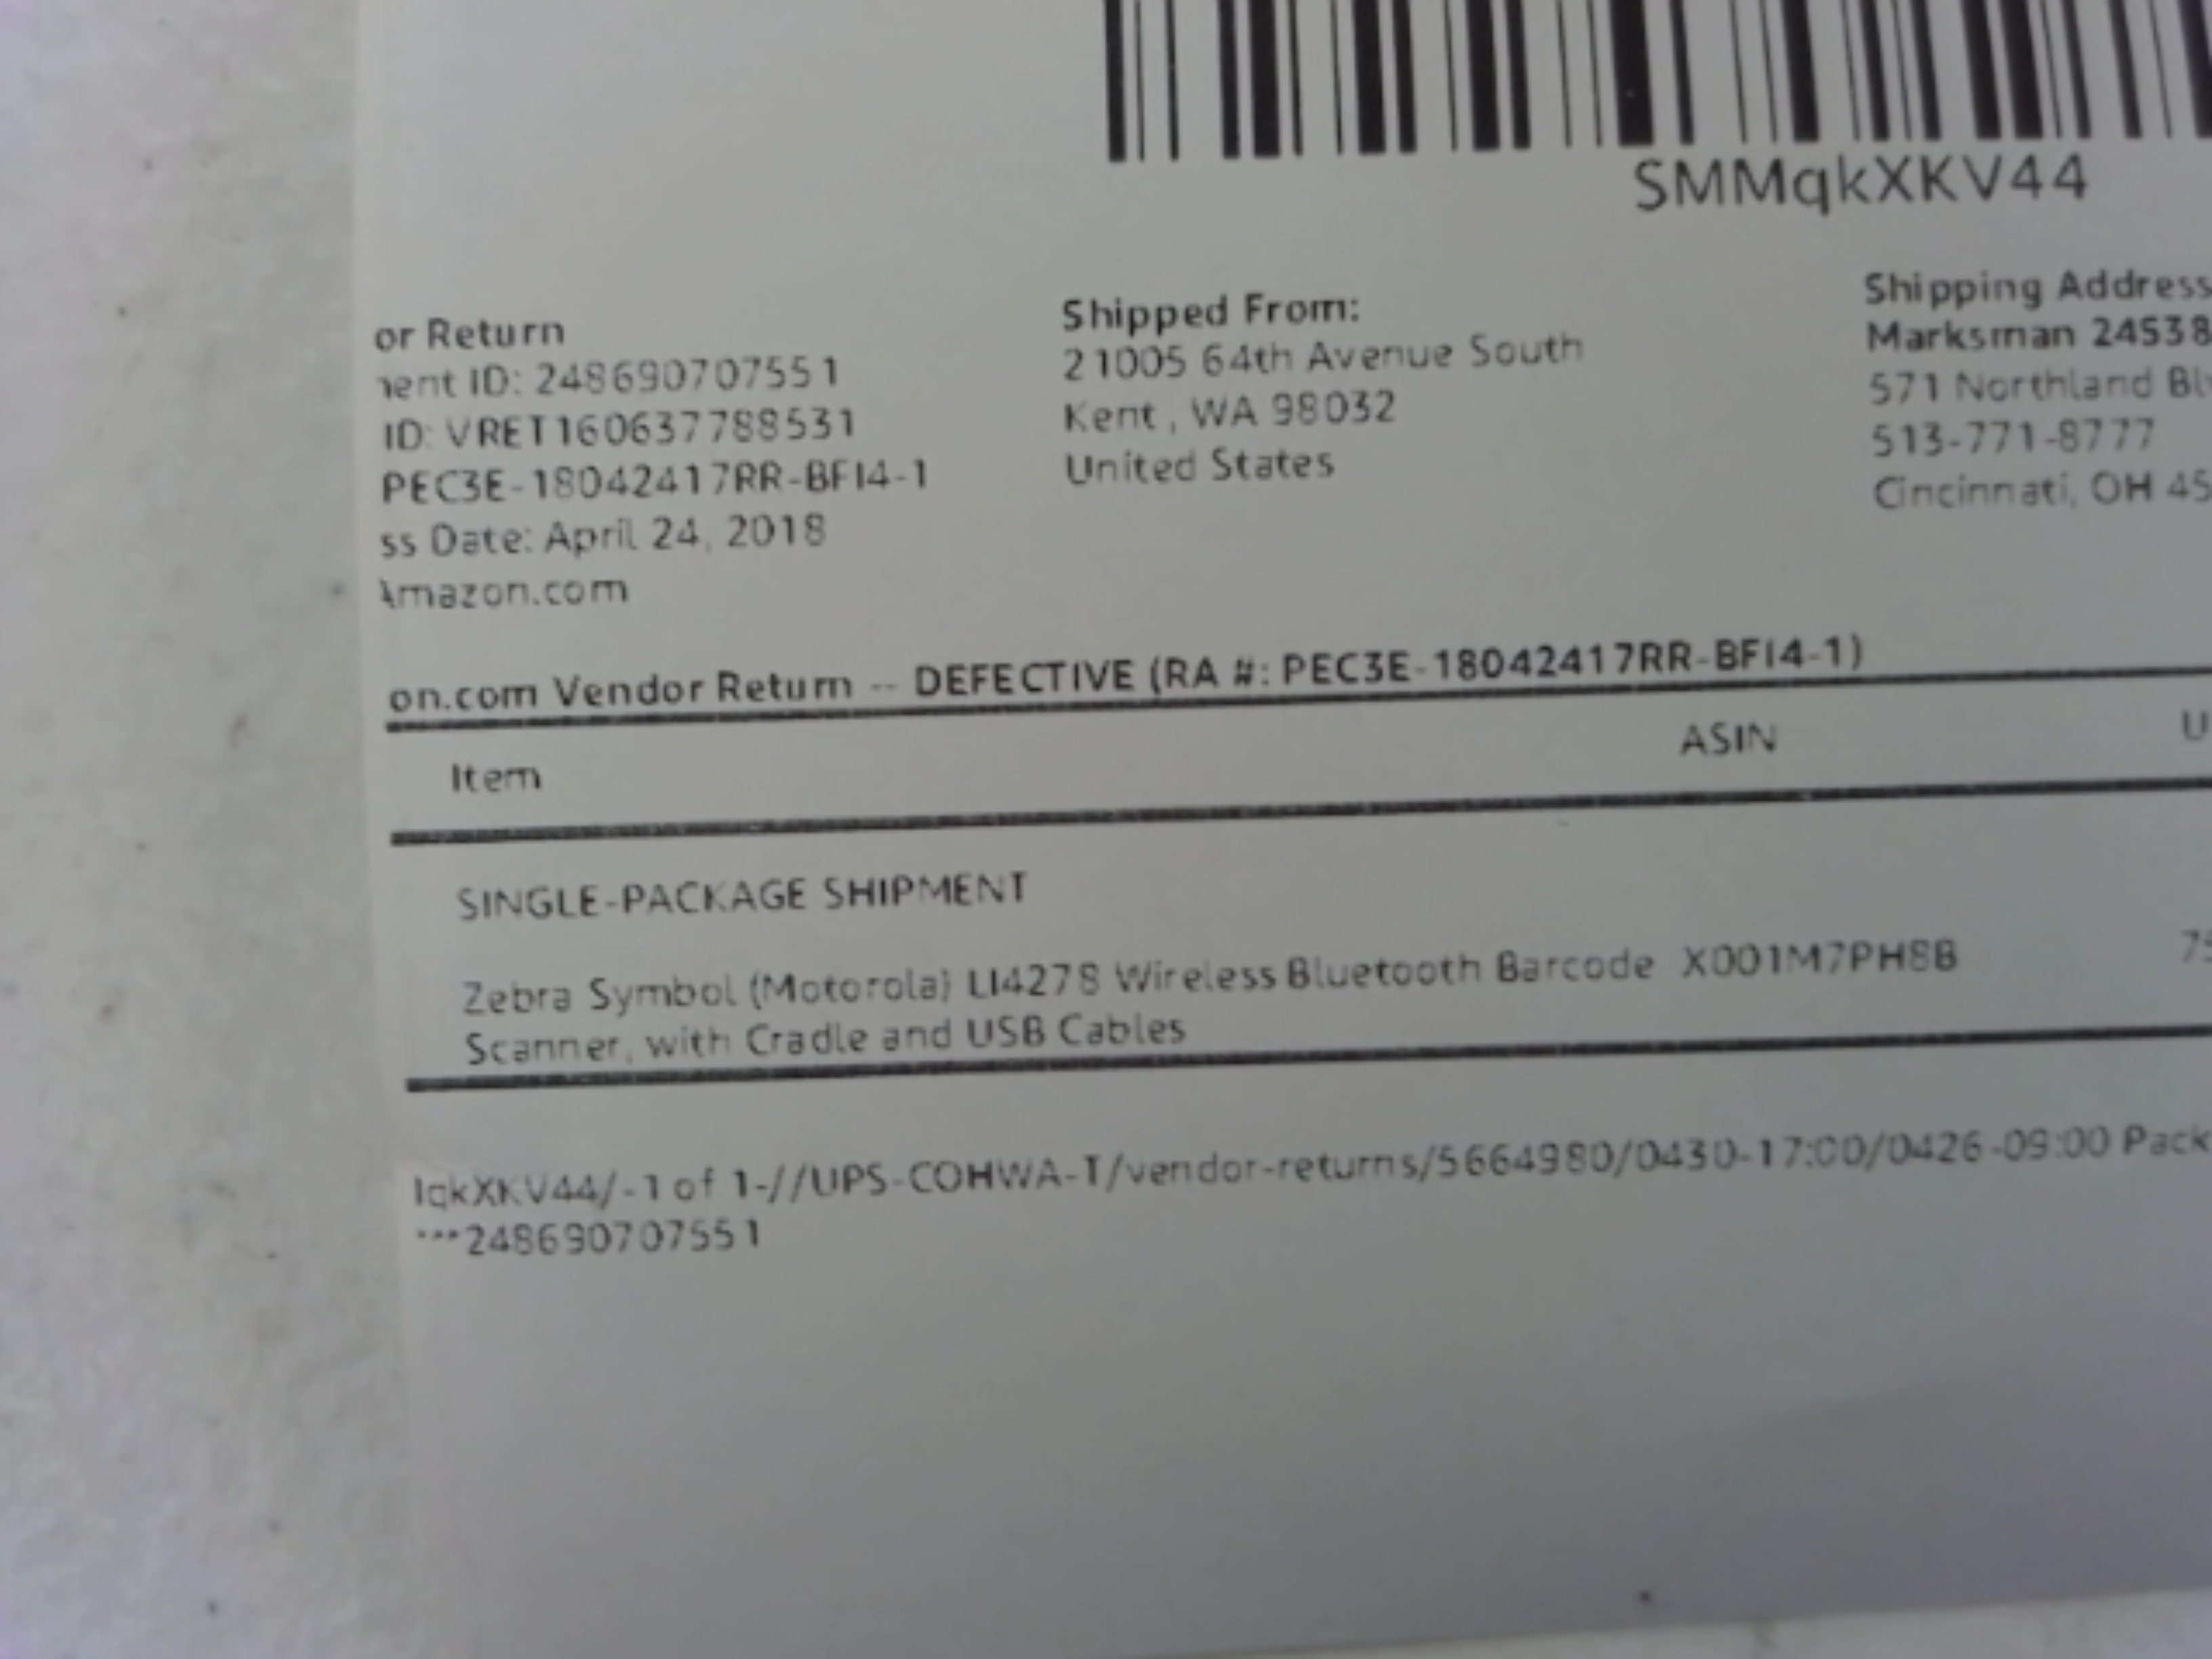 SMMqkXKV44
or Return
ID: 248690707551
ID: VRET160637788531
PEC3E-18042417RR-BFI4-1
ss Date: April 24, 2018
Amazon.com
Shipped From:
21005 64th Avenue South
Kent , WA 98032
United States
Shipping Address
Marksman 24538
571 Northland
513-771-8777
Cincinnati, OH 45
on.com Vendor Return -- DEFECTIVE (RA #: PEC3E-18042417RR-BFI4-1)
Item ASIN U
SINGLE-PACKAGE SHIPMENT
Zebra Symbol (Motorola) LI4278 Wireless Bluetooth Barcode X001M7PH8B
Scanner, with Cradle and USB Cables
qkXKV44/-1 of 1-//UPS-COHWA-T/vendor-returns/5664980/0430-17:00/0426-09:00 Pack
***248690707551